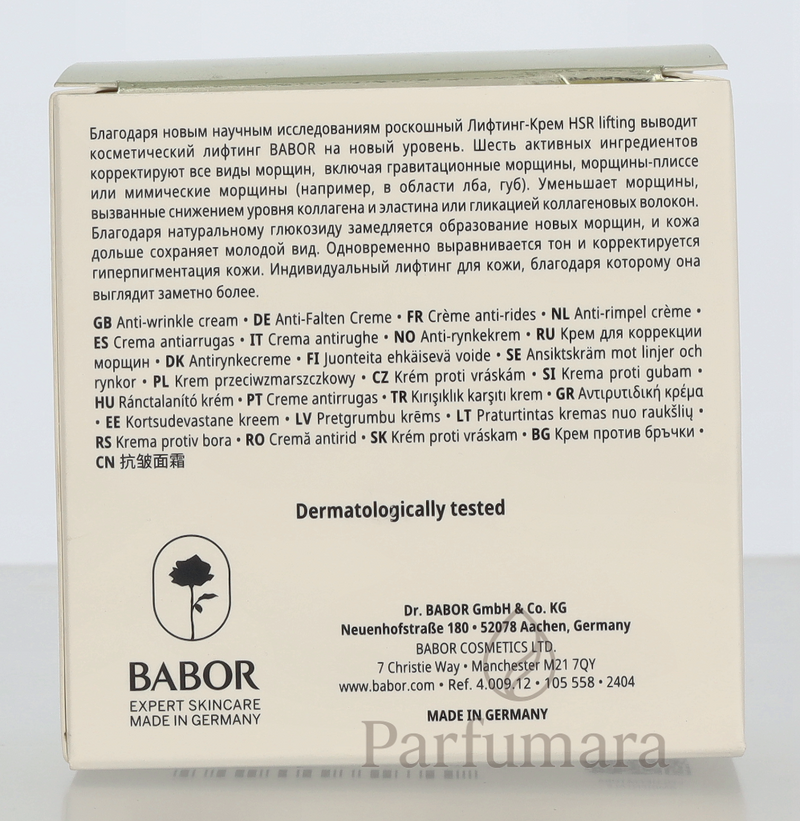 Благодаря новым научным исследованиям роскошный Лифтинг-Крем HSR lifting выводит
косметический лифтинг BABOR на новый уровень. Шесть активных ингредиентов
корректируют все виды морщин, включая гравитационные морщины, морщины-плиссе
или мимические морщины (например, в области лба, губ). Уменьшает морщины,
вызванные снижением уровня коллагена и эластина или гликацией коллагеновых волокон.
Благодаря натуральному глюкозиду замедляется образование новых морщин, и кожа
дольше сохраняет молодой вид. Одновременно выравнивается тон и корректируется
гиперпигментация кожи. Индивидуальный лифтинг для кожи, благодаря которому она
выглядит заметно более.
GB Anti-wrinkle cream • DE Anti-Falten Creme • FR Crème anti-rides • NL Anti-rimpel crème •
ES Crema antiarrugas • IT Crema antirughe • NO Anti-rynkekrem • RU Крем для коррекции
морщин • DK Antirynkecreme • FI Juonteita ehkäisevä voide • SE Ansiktskräm mot linjer och
rynkor • PL Krem przeciwzmarszczkowy • CZ Krém proti vráskám • SI Krema proti gubam •
HU Ránctalanító krém • PT Creme antirrugas • TR Kırışıklık karşıtı krem • GR Αντιρυτιδική κρέμα
• EE Kortsudevastane kreem • LV Pretgrumbu krēms • LT Praturtintas kremas nuo raukšlių •
RS Krema protiv bora • RO Cremă antirid • SK Krém proti vráskam • BG Крем против бръчки •
CN 抗皱面霜
Dermatologically tested
BABOR
EXPERT SKINCARE
MADE IN GERMANY
Dr. BABOR GmbH & Co. KG
Neuenhofstraße 180 • 52078 Aachen, Germany
BABOR COSMETICS LTD.
7 Christie Way • Manchester M21 7QY
www.babor.com • Ref. 4.009.12 • 105 558 • 2404
MADE IN GERMANY
Parfumara